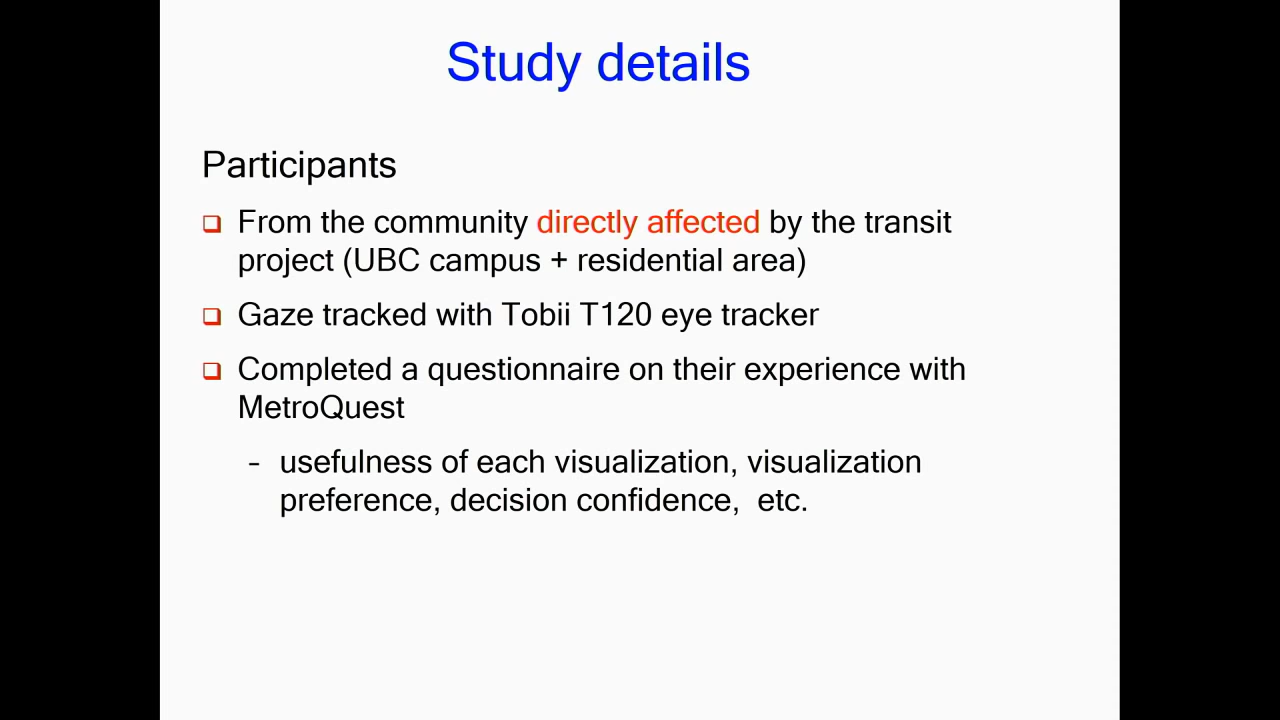 Study details
Participants
❑ From the community directly affected by the transit
project (UBC campus + residential area)
❑ Gaze tracked with Tobii T120 eye tracker
❑ Completed a questionnaire on their experience with
MetroQuest
– usefulness of each visualization, visualization
preference, decision confidence,  etc.